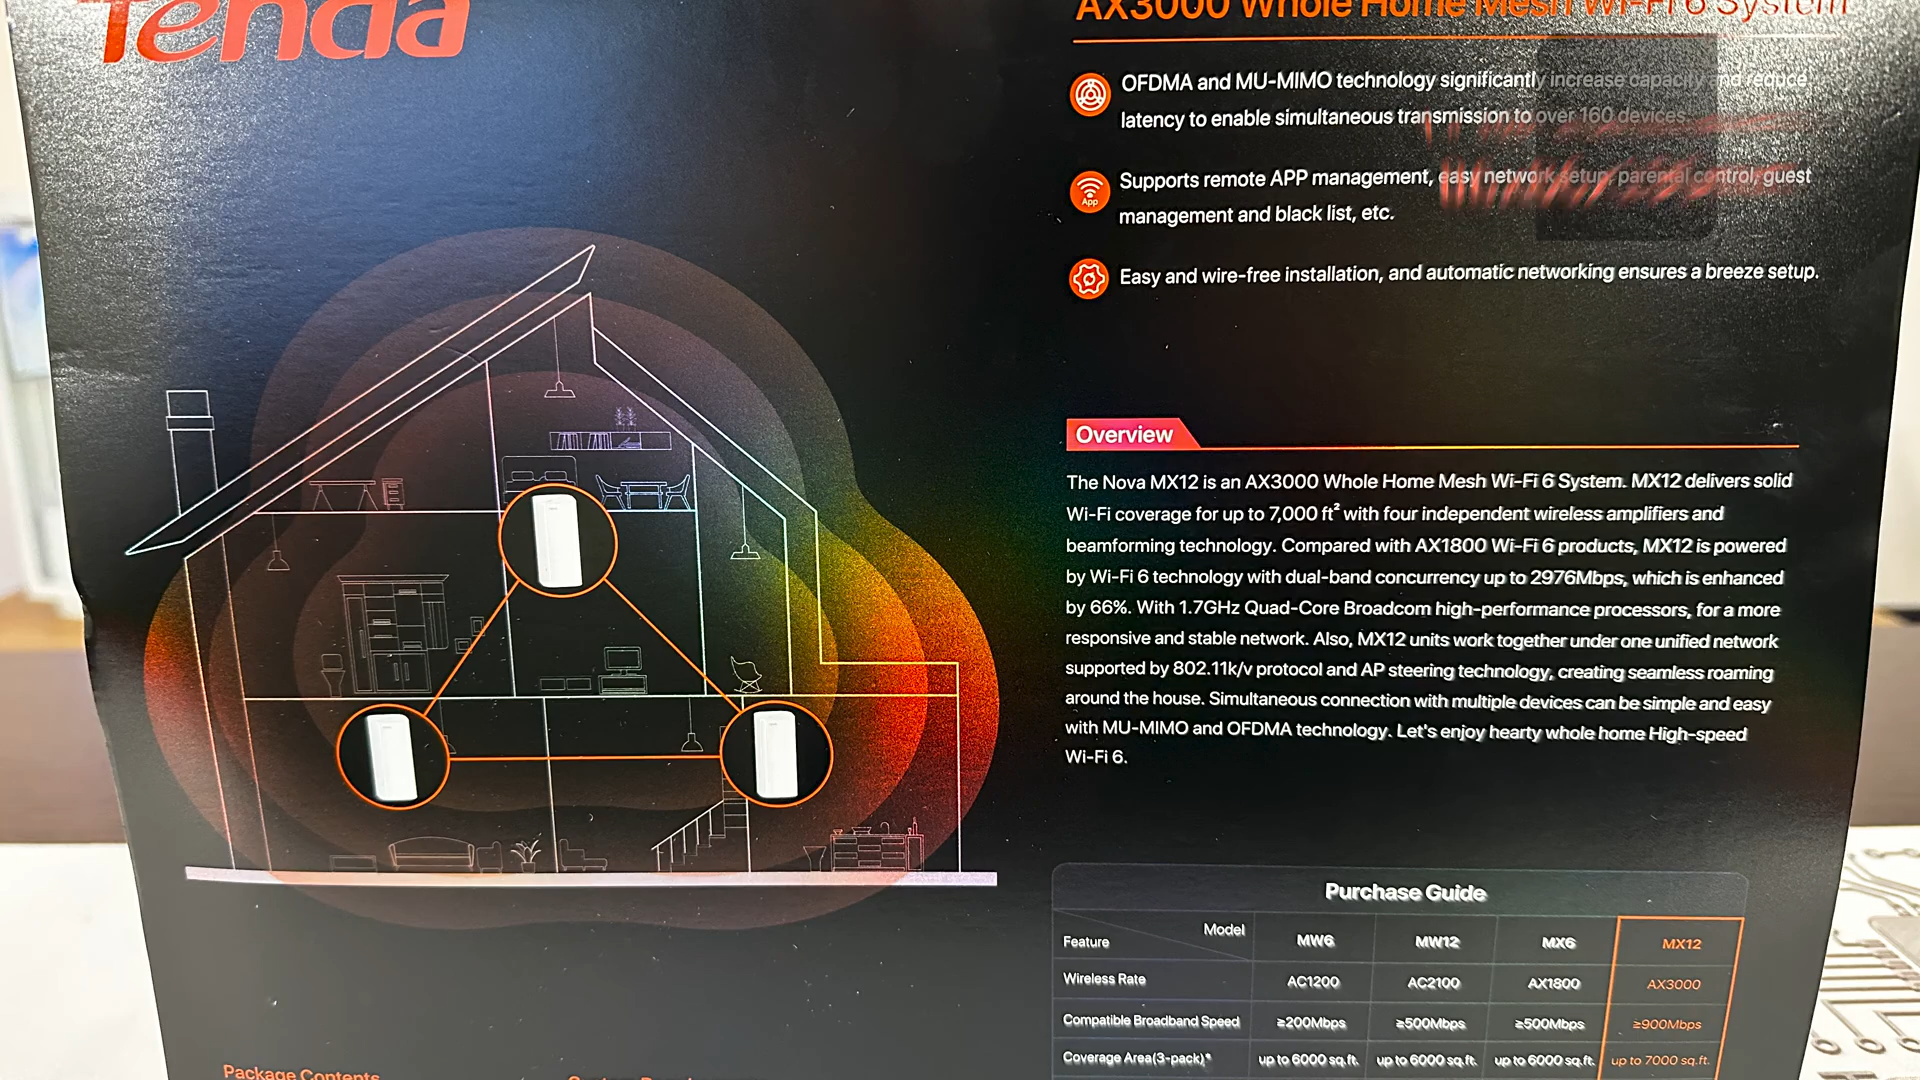 Tenda
AX3000 Whole Home Mesh Wi-Fi 6 System
OFDMA and MU-MIMO technology significantly increase capacity and reduce
latency to enable simultaneous transmission to over 160 devices.
App
Supports remote APP management, easy network setup, parental control, guest
management and black list, etc.
Easy and wire-free installation, and automatic networking ensures a breeze setup.
Overview
The Nova MX12 is an AX3000 Whole Home Mesh Wi-Fi 6 System. MX12 delivers solid
Wi-Fi coverage for up to 7,000 ft² with four independent wireless amplifiers and
beamforming technology. Compared with AX1800 Wi-Fi 6 products, MX12 is powered
by Wi-Fi 6 technology with dual-band concurrency up to 2976Mbps, which is enhanced
by 66%. With 1.7GHz Quad-Core Broadcom high-performance processors, for a more
responsive and stable network. Also, MX12 units work together under one unified network
supported by 802.11k/v protocol and AP steering technology, creating seamless roaming
around the house. Simultaneous connection with multiple devices can be simple and easy
with MU-MIMO and OFDMA technology. Let's enjoy hearty whole home High-speed
Wi-Fi 6.
Purchase Guide
Feature Model MW6 MW12 MX6 MX12
Wireless Rate AC1200 AC2100 AX1800 AX3000
Compatible Broadband Speed ≥200Mbps ≥500Mbps ≥500Mbps ≥900Mbps
Coverage Area(3-pack)* up to 6000 sq.ft. up to 6000 sq.ft. up to 6000 sq.ft. up to 7000 sq.ft.
Package Contents